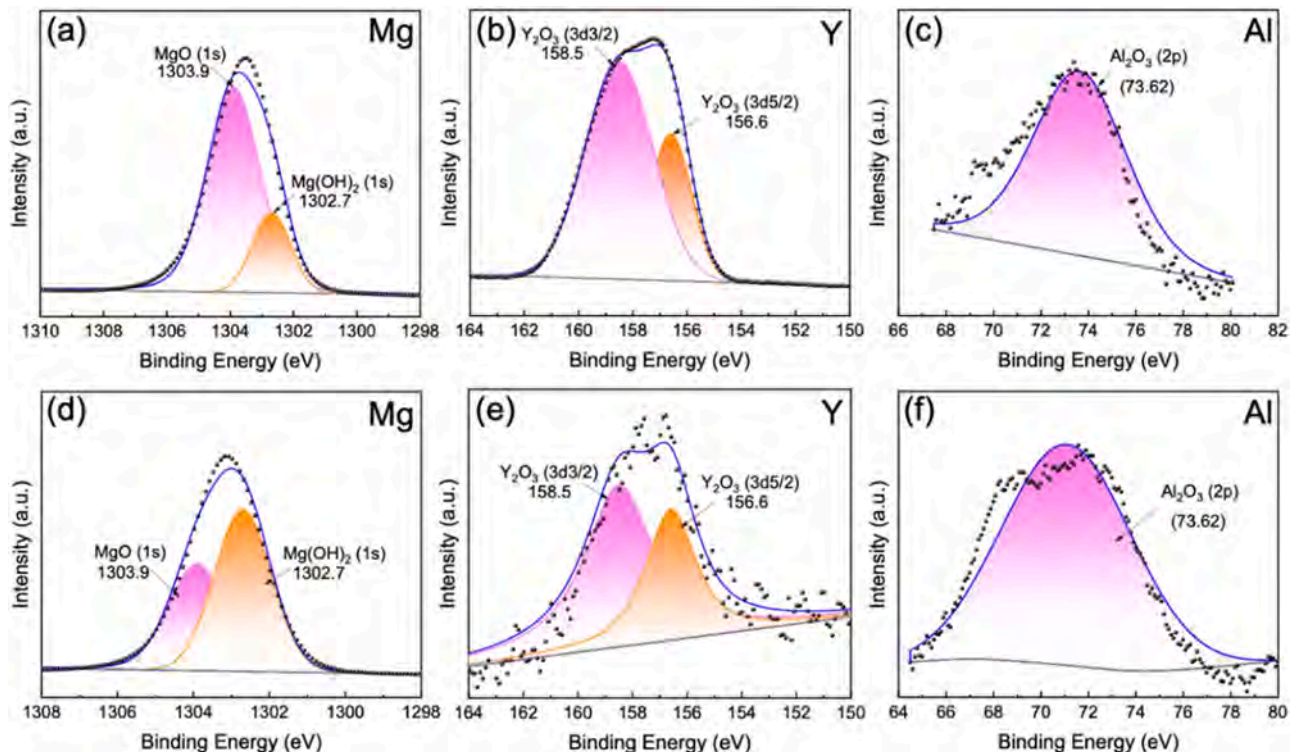 (a)
Mg
MgO (1s)
1303.9
Mg(OH)₂ (1s)
1302.7
Intensity (a.u.)
1310 1308 1306 1304 1302 1300 1298
Binding Energy (eV)
(b)
Y
Y₂O₃ (3d3/2)
158.5
Y₂O₃ (3d5/2)
156.6
Intensity (a.u.)
164 162 160 158 156 154 152 150
Binding Energy (eV)
(c)
Al
Al₂O₃ (2p)
(73.62)
Intensity (a.u.)
66 68 70 72 74 76 78 80 82
Binding Energy (eV)
(d)
Mg
MgO (1s)
1303.9
Mg(OH)₂ (1s)
1302.7
Intensity (a.u.)
1308 1306 1304 1302 1300 1298
Binding Energy (eV)
(e)
Y
Y₂O₃ (3d3/2)
158.5
Y₂O₃ (3d5/2)
156.6
Intensity (a.u.)
164 162 160 158 156 154 152 150
Binding Energy (eV)
(f)
Al
Al₂O₃ (2p)
(73.62)
Intensity (a.u.)
64 66 68 70 72 74 76 78 80
Binding Energy (eV)